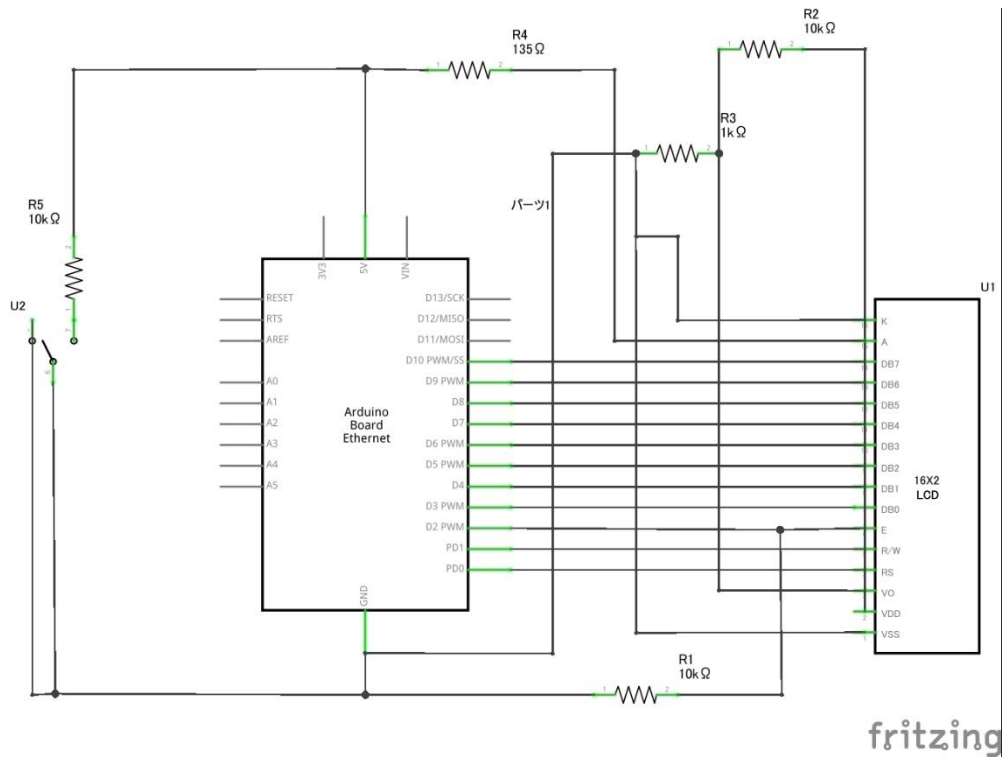 R2
10kΩ
R4
135Ω
R3
1kΩ
パーツ1
R5
10kΩ
U2
U1
3V3
5V
VIN
RESET
RTS
AREF
A0
A1
A2
A3
A4
A5
Arduino
Board
Ethernet
D13/SCK
D12/MISO
D11/MOSI
D10 PWM/SS
D9 PWM
D8
D7
D6 PWM
D5 PWM
D4
D3 PWM
D2 PWM
PD1
PD0
GND
K
A
DB7
DB6
DB5
DB4
DB3
DB2
DB1
DB0
E
R/W
RS
VO
VDD
VSS
16X2
LCD
R1
10kΩ
fritzing